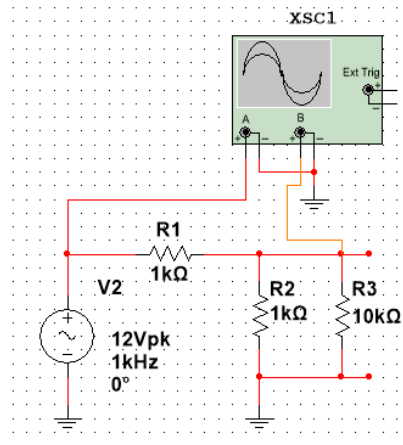 XSC1
Ext Trig
+
−
A
B
+ −
+ −
R1
1kΩ
V2
+
−
12Vpk
1kHz
0°
R2
1kΩ
R3
10kΩ